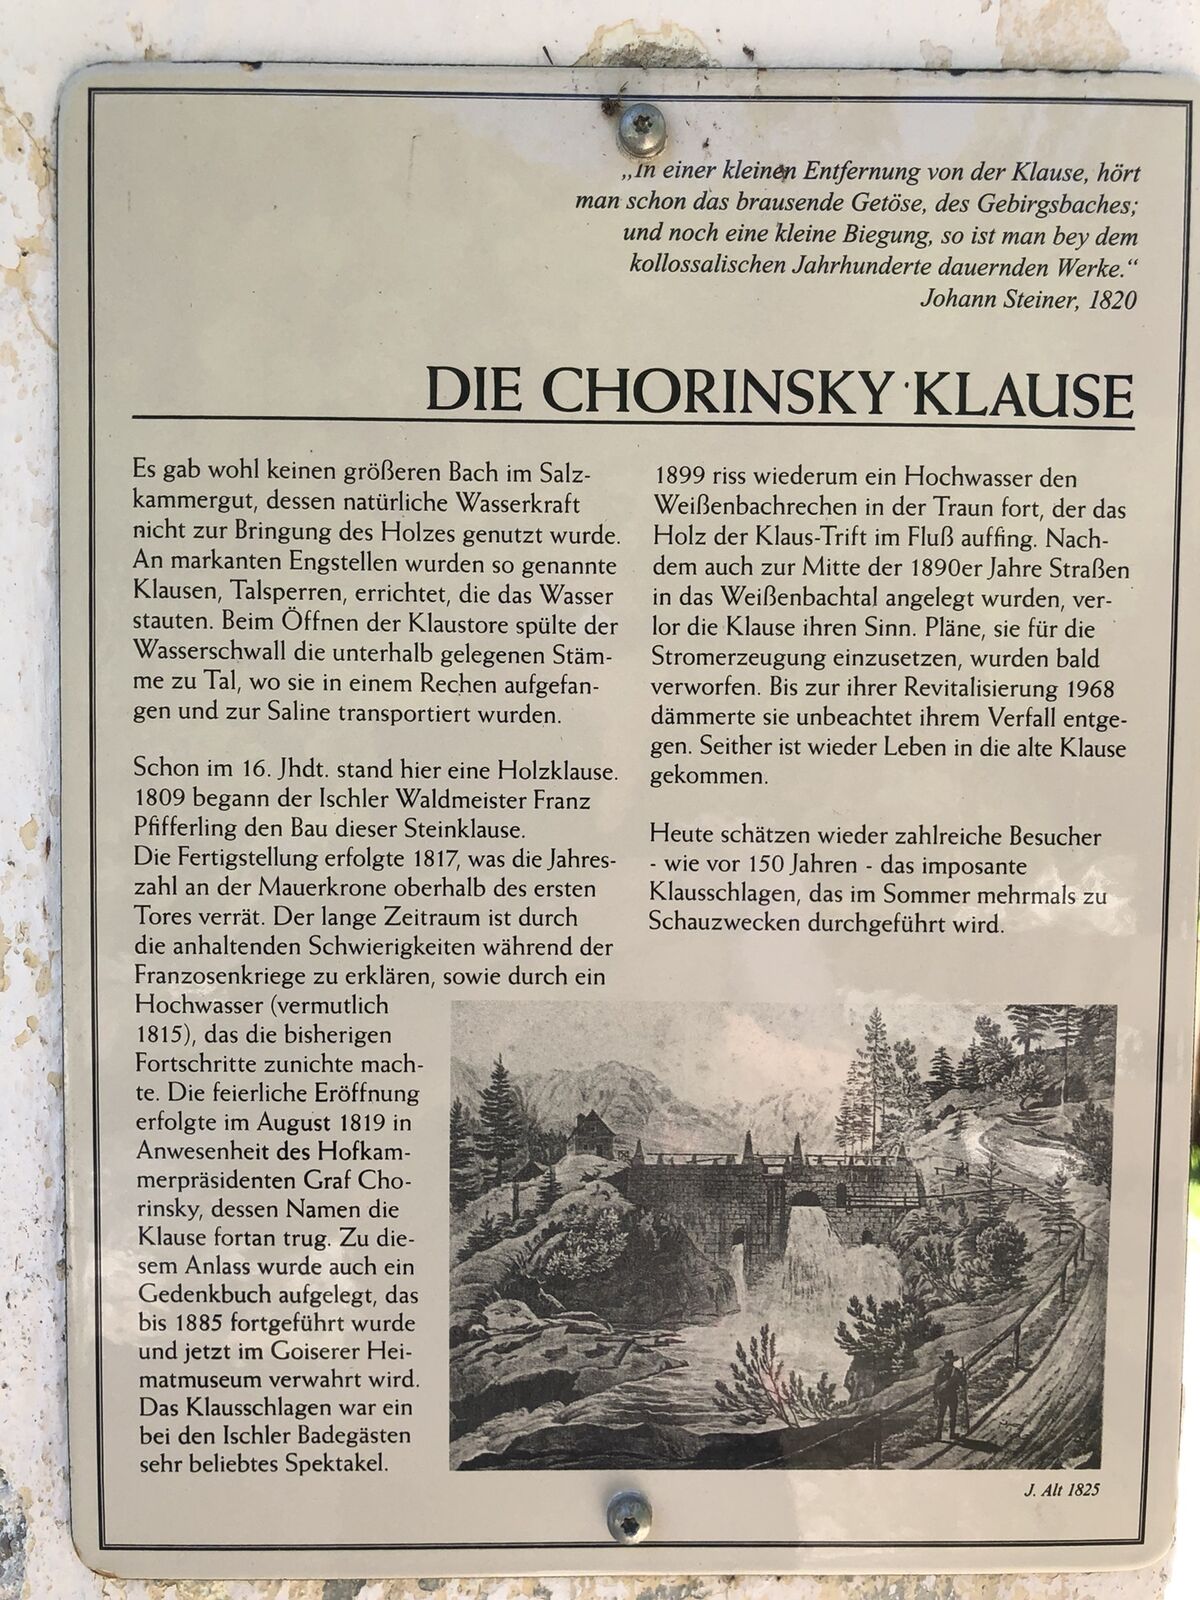 „In einer kleinen Entfernung von der Klause, hört
man schon das brausende Getöse, des Gebirgsbaches;
und noch eine kleine Biegung, so ist man bey dem
kollossalischen Jahrhunderte dauernden Werke.“
Johann Steiner, 1820
DIE CHORINSKY KLAUSE
Es gab wohl keinen größeren Bach im Salz-
kammergut, dessen natürliche Wasserkraft
nicht zur Bringung des Holzes genutzt wurde.
An markanten Engstellen wurden so genannte
Klausen, Talsperren, errichtet, die das Wasser
stauten. Beim Öffnen der Klaustore spülte der
Wasserschwall die unterhalb gelegenen Stäm-
me zu Tal, wo sie in einem Rechen aufgefan-
gen und zur Saline transportiert wurden.
Schon im 16. Jhdt. stand hier eine Holzklause.
1809 begann der Ischler Waldmeister Franz
Pfifferling den Bau dieser Steinklause.
Die Fertigstellung erfolgte 1817, was die Jahres-
zahl an der Mauerkrone oberhalb des ersten
Tores verrät. Der lange Zeitraum ist durch
die anhaltenden Schwierigkeiten während der
Franzosenkriege zu erklären, sowie durch ein
Hochwasser (vermutlich
1815), das die bisherigen
Fortschritte zunichte mach-
te. Die feierliche Eröffnung
erfolgte im August 1819 in
Anwesenheit des Hofkam-
merpräsidenten Graf Cho-
rinsky, dessen Namen die
Klause fortan trug. Zu die-
sem Anlass wurde auch ein
Gedenkbuch aufgelegt, das
bis 1885 fortgeführt wurde
und jetzt im Goiserer Hei-
matmuseum verwahrt wird.
Das Klausschlagen war ein
bei den Ischler Badegästen
sehr beliebtes Spektakel.
1899 riss wiederum ein Hochwasser den
Weißenbachrechen in der Traun fort, der das
Holz der Klaus-Trift im Fluß auffing. Nach-
dem auch zur Mitte der 1890er Jahre Straßen
in das Weißenbachtal angelegt wurden, ver-
lor die Klause ihren Sinn. Pläne, sie für die
Stromerzeugung einzusetzen, wurden bald
verworfen. Bis zur ihrer Revitalisierung 1968
dämmerte sie unbeachtet ihrem Verfall entge-
gen. Seither ist wieder Leben in die alte Klause
gekommen.
Heute schätzen wieder zahlreiche Besucher
- wie vor 150 Jahren - das imposante
Klausschlagen, das im Sommer mehrmals zu
Schauzwecken durchgeführt wird.
J. Alt 1825